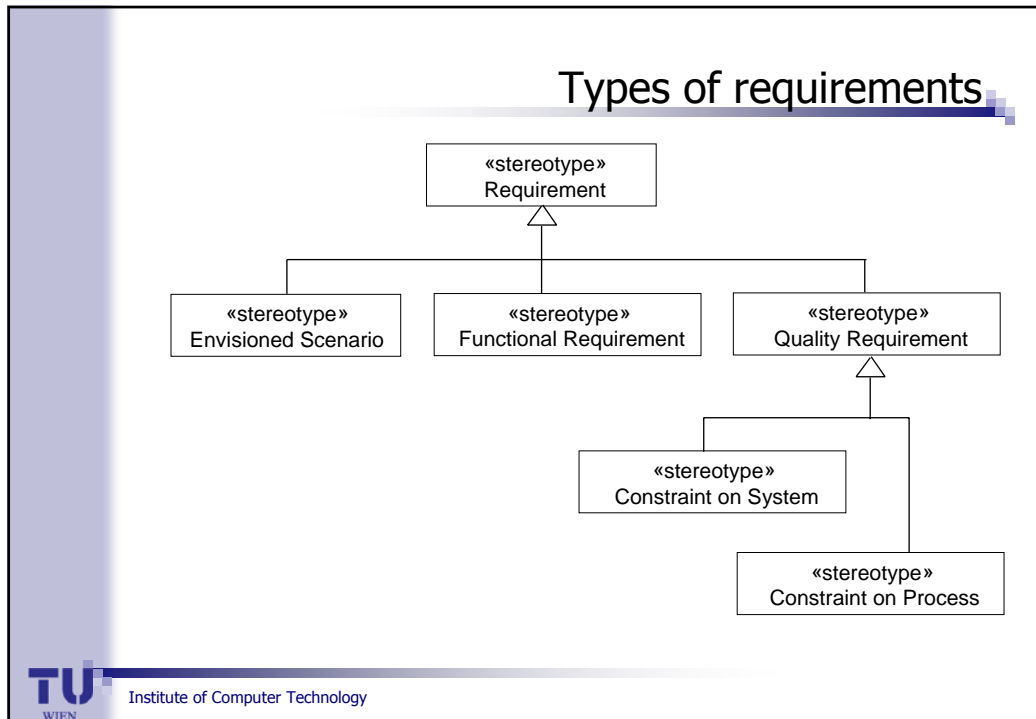 Types of requirements
«stereotype»
Requirement
«stereotype»
Envisioned Scenario
«stereotype»
Functional Requirement
«stereotype»
Quality Requirement
«stereotype»
Constraint on System
«stereotype»
Constraint on Process
TU
WIEN
Institute of Computer Technology